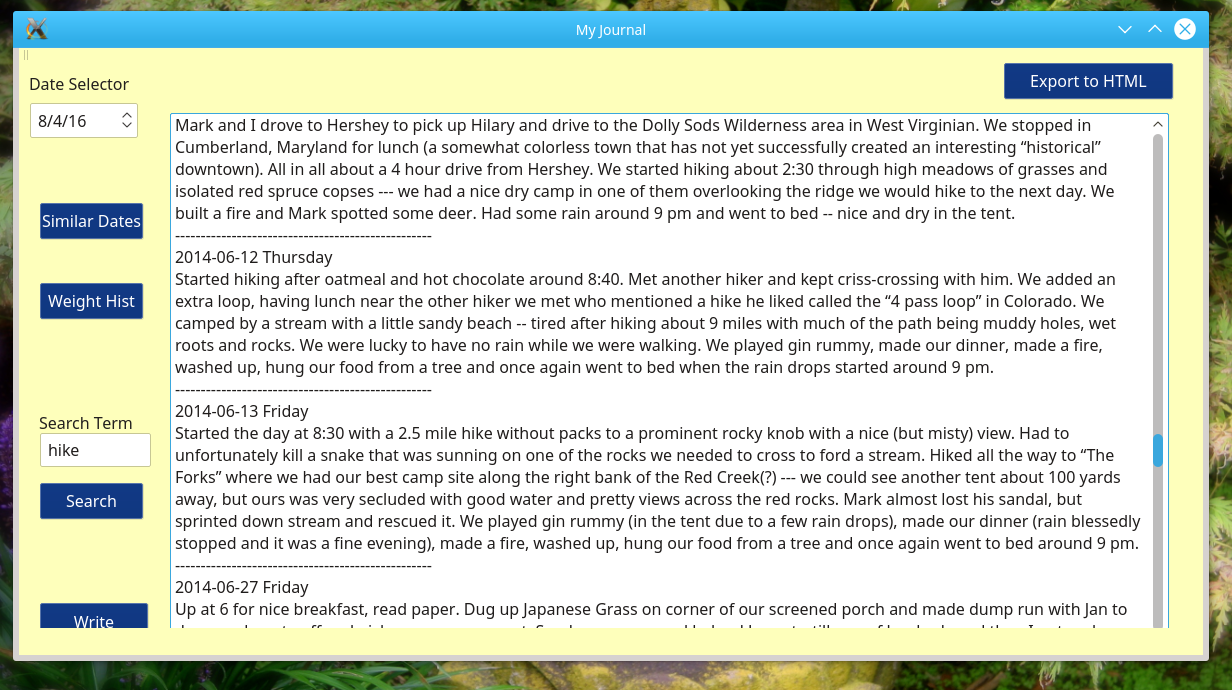 My Journal
Date Selector
Export to HTML
8/4/16
Mark and I drove to Hershey to pick up Hilary and drive to the Dolly Sods Wilderness area in West Virginian. We stopped in
Cumberland, Maryland for lunch (a somewhat colorless town that has not yet successfully created an interesting “historical”
downtown). All in all about a 4 hour drive from Hershey. We started hiking about 2:30 through high meadows of grasses and
isolated red spruce copses --- we had a nice dry camp in one of them overlooking the ridge we would hike to the next day. We
built a fire and Mark spotted some deer. Had some rain around 9 pm and went to bed -- nice and dry in the tent.
--------------------------------------------------
2014-06-12 Thursday
Started hiking after oatmeal and hot chocolate around 8:40. Met another hiker and kept criss-crossing with him. We added an
extra loop, having lunch near the other hiker we met who mentioned a hike he liked called the “4 pass loop” in Colorado. We
camped by a stream with a little sandy beach -- tired after hiking about 9 miles with much of the path being muddy holes, wet
roots and rocks. We were lucky to have no rain while we were walking. We played gin rummy, made our dinner, made a fire,
washed up, hung our food from a tree and once again went to bed when the rain drops started around 9 pm.
--------------------------------------------------
2014-06-13 Friday
Started the day at 8:30 with a 2.5 mile hike without packs to a prominent rocky knob with a nice (but misty) view. Had to
unfortunately kill a snake that was sunning on one of the rocks we needed to cross to ford a stream. Hiked all the way to “The
Forks” where we had our best camp site along the right bank of the Red Creek(?) --- we could see another tent about 100 yards
away, but ours was very secluded with good water and pretty views across the red rocks. Mark almost lost his sandal, but
sprinted down stream and rescued it. We played gin rummy (in the tent due to a few rain drops), made our dinner (rain blessedly
stopped and it was a fine evening), made a fire, washed up, hung our food from a tree and once again went to bed around 9 pm.
--------------------------------------------------
2014-06-27 Friday
Up at 6 for nice breakfast, read paper. Dug up Japanese Grass on corner of our screened porch and made dump run with Jan to
Similar Dates
Weight Hist
Search Term
hike
Search
Write